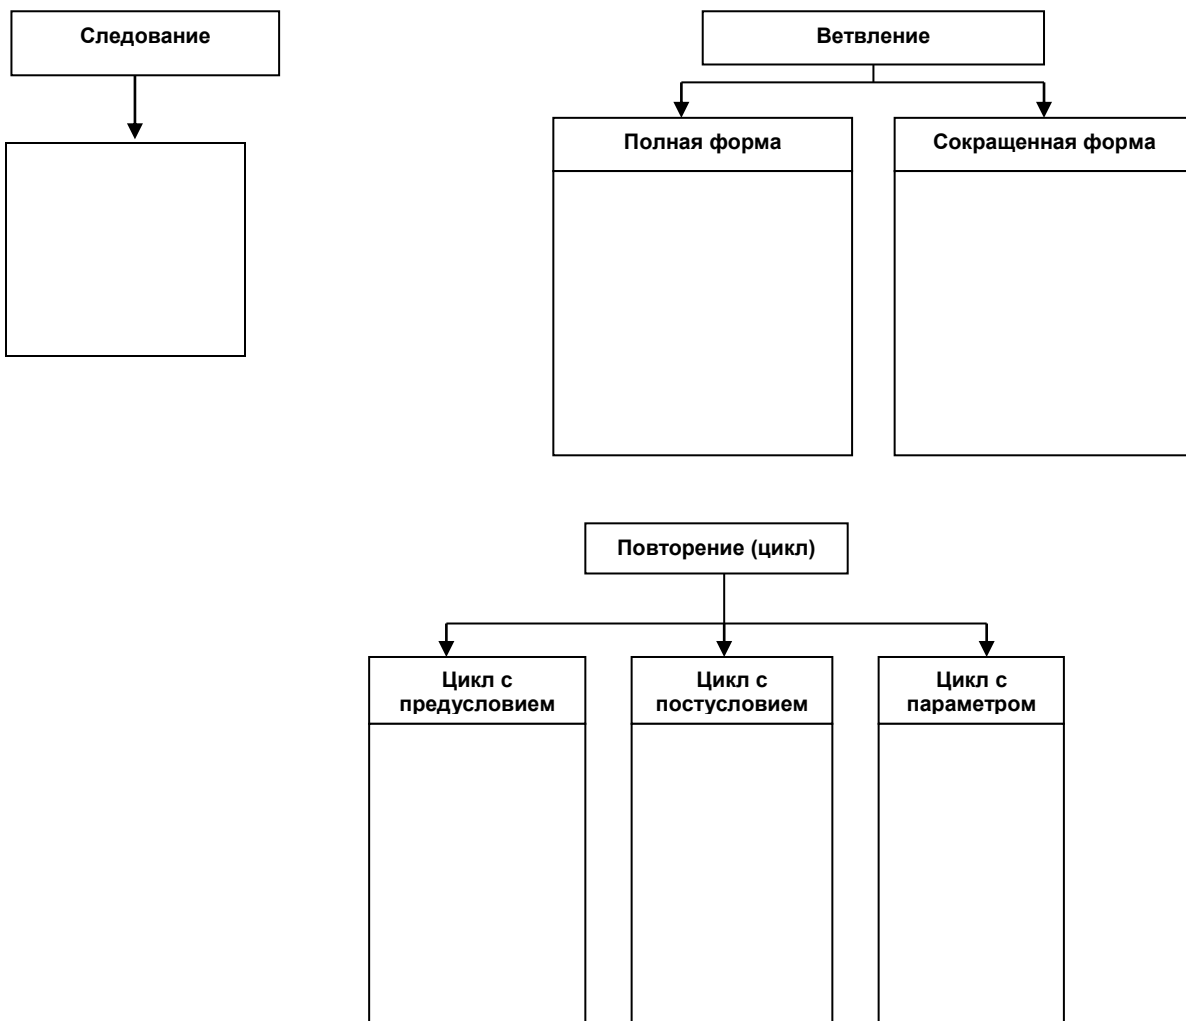 Следование
Ветвление
Полная форма
Сокращенная форма
Повторение (цикл)
Цикл с
предусловием
Цикл с
постусловием
Цикл с
параметром